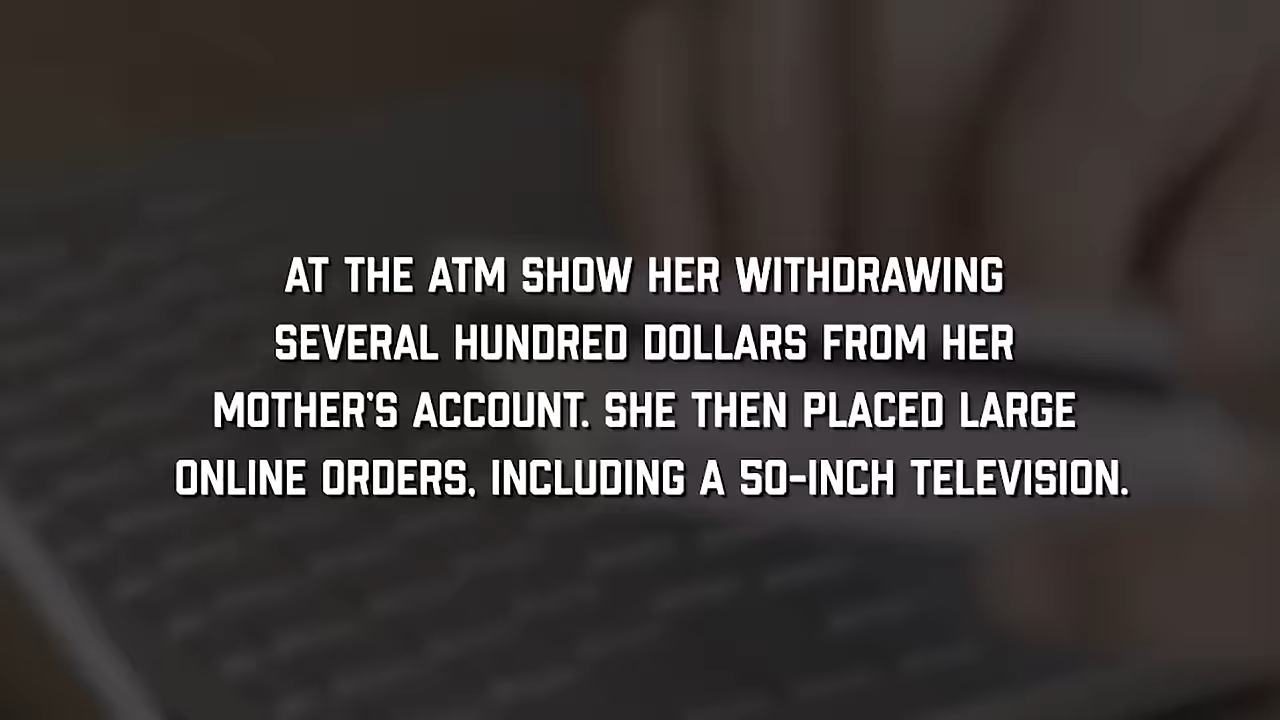 AT THE ATM SHOW HER WITHDRAWING
SEVERAL HUNDRED DOLLARS FROM HER
MOTHER'S ACCOUNT. SHE THEN PLACED LARGE
ONLINE ORDERS, INCLUDING A 50-INCH TELEVISION.